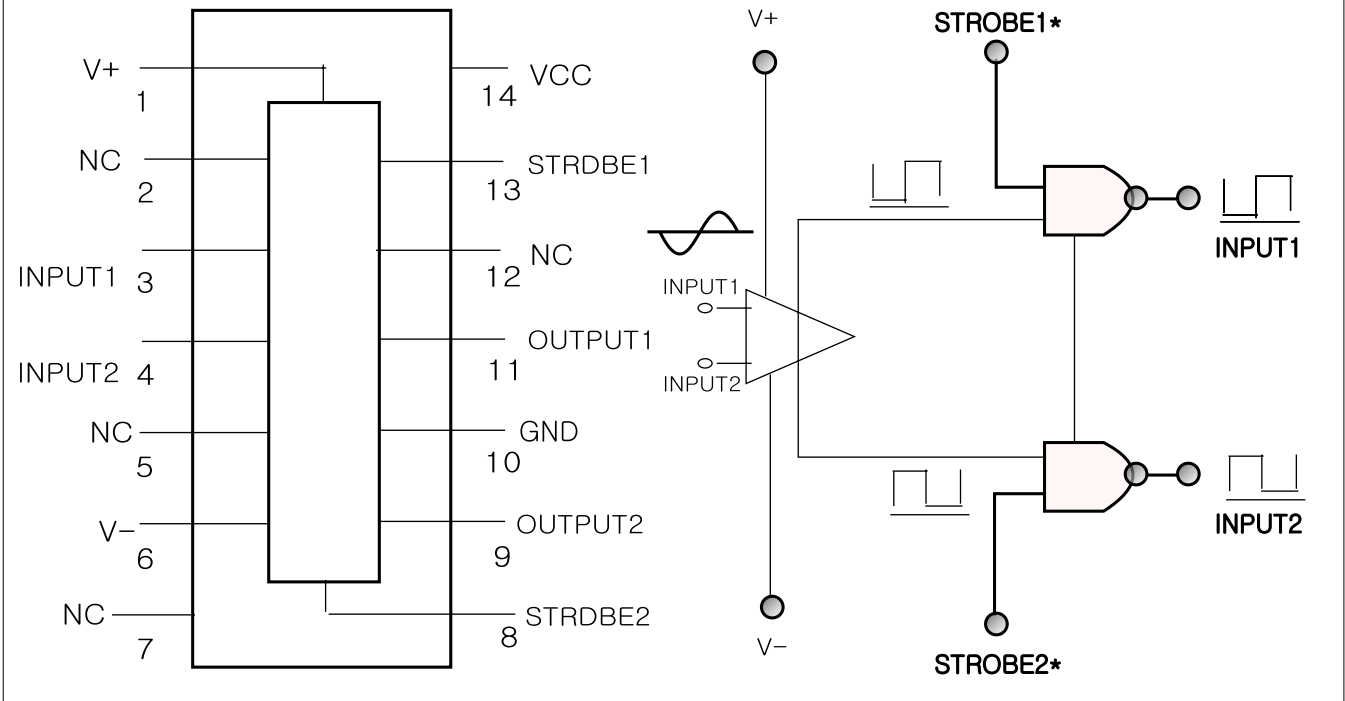 V+
1
NC
2
INPUT1 3
INPUT2 4
NC
5
V-
6
NC
7
VCC
14
STRDBE1
13
NC
12
OUTPUT1
11
GND
10
OUTPUT2
9
STRDBE2
8
V+
STROBE1*
INPUT1
INPUT1
INPUT2
INPUT2
V-
STROBE2*